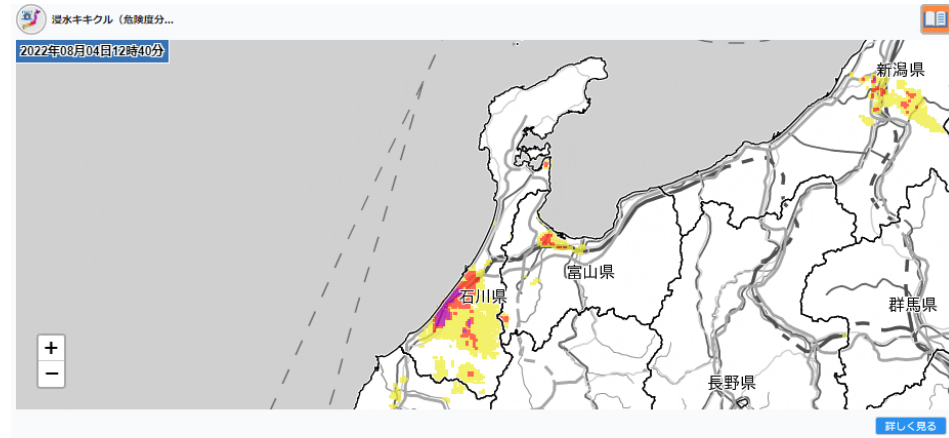 浸水キキクル（危険度分...
2022年08月04日12時40分
新潟県
富山県
石川県
群馬県
長野県
+
−
詳しく見る